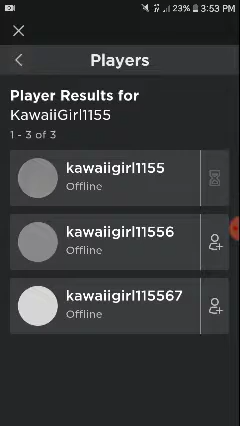 23% 3:53 PM
Players
Player Results for
KawaiiGirl1155
1 - 3 of 3
kawaiigirl1155
Offline
kawaiigirl11556
Offline
kawaiigirl115567
Offline